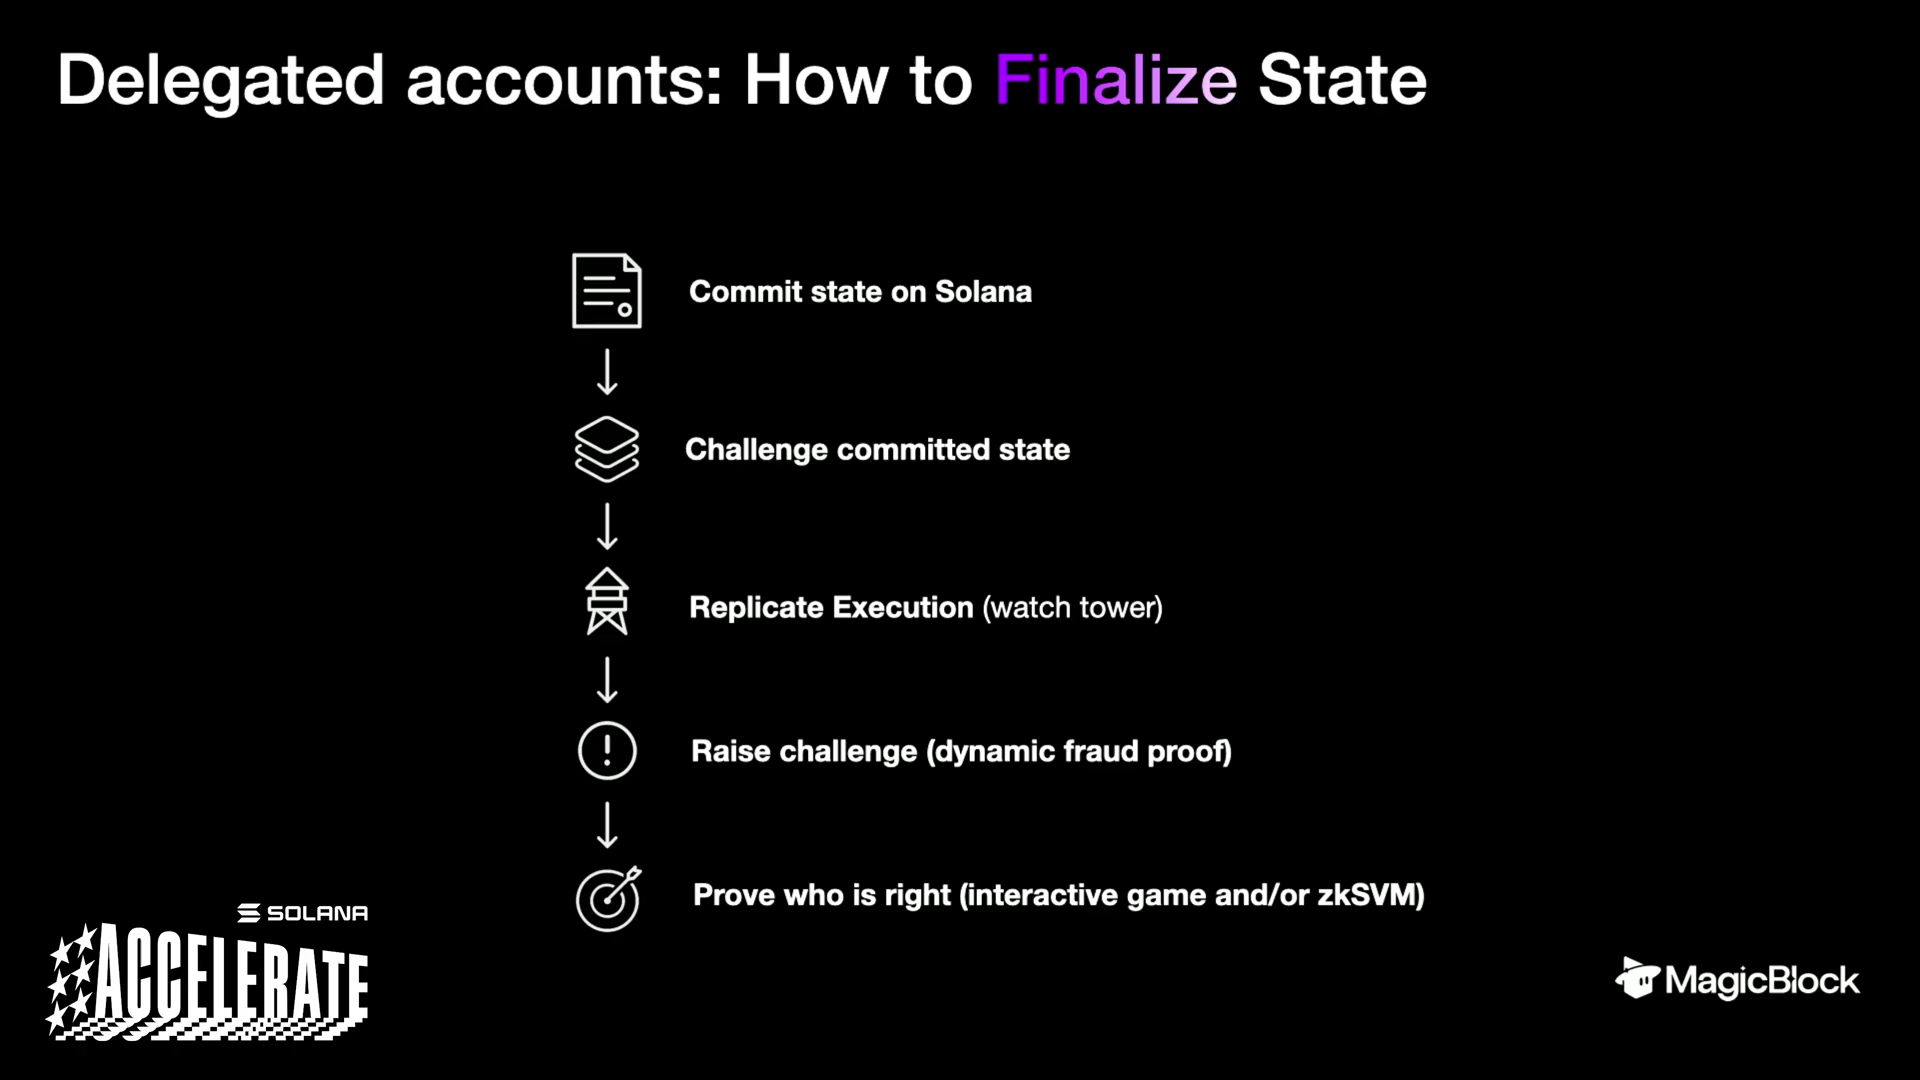 Delegated accounts: How to Finalize State
Commit state on Solana
Challenge committed state
Replicate Execution (watch tower)
Raise challenge (dynamic fraud proof)
Prove who is right (interactive game and/or zkSVM)
SOLANA
ACCELERATE
MagicBlock